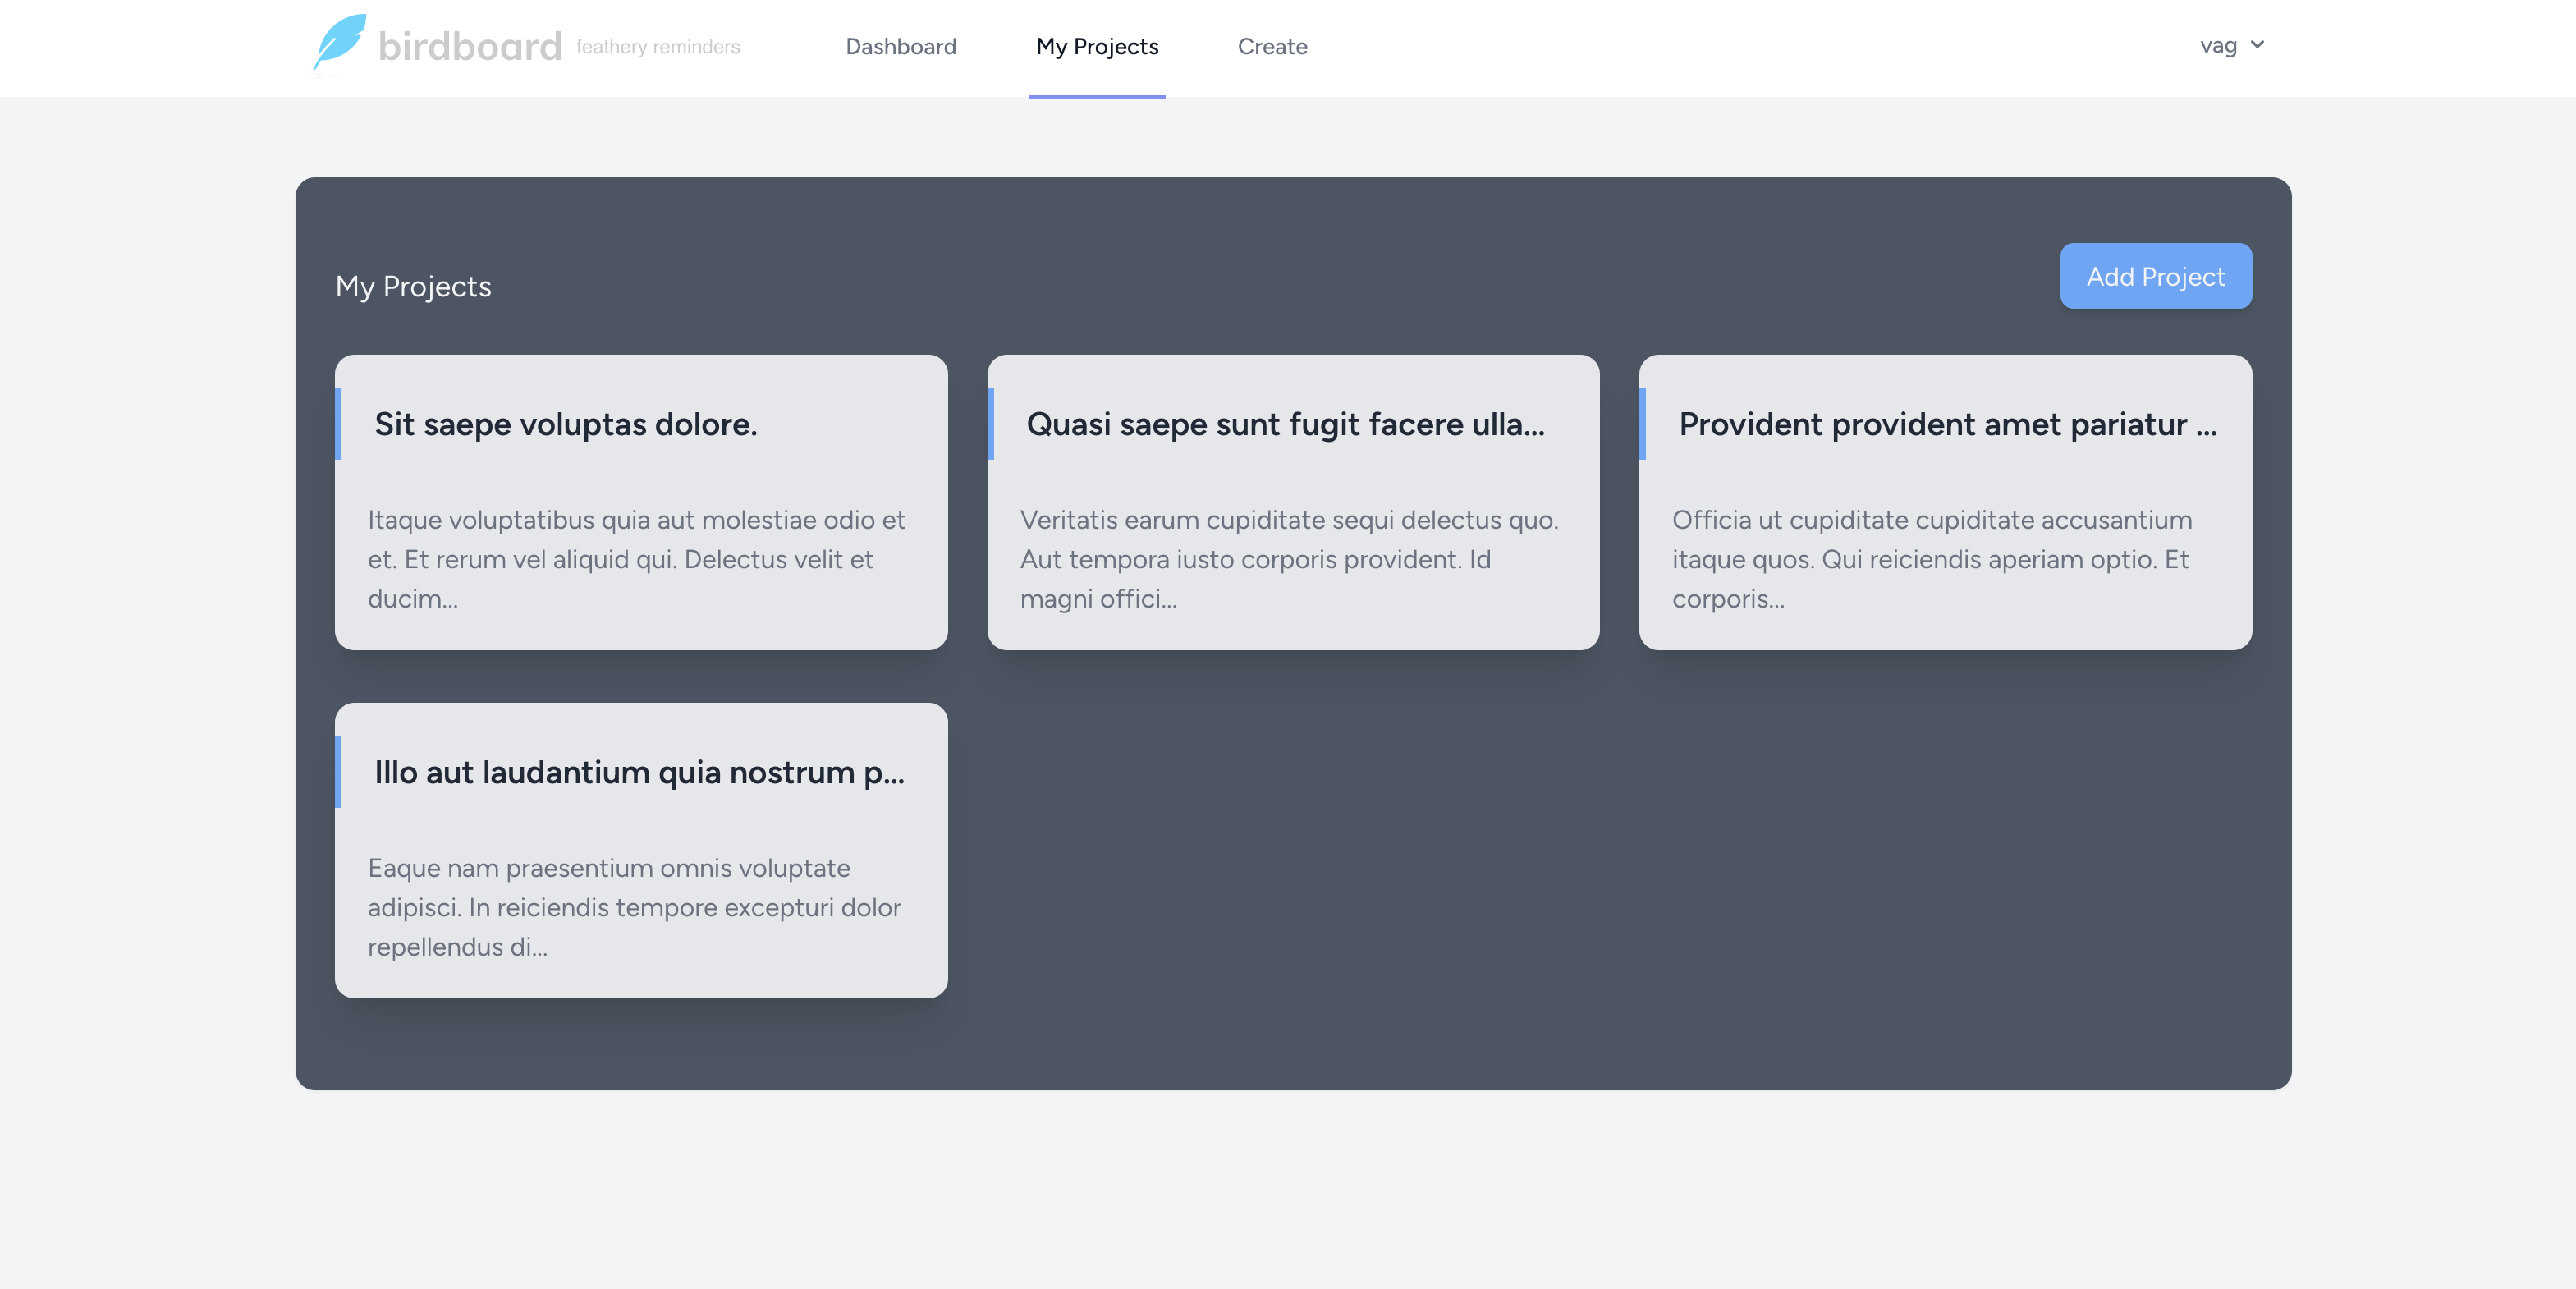 birdboard feathery reminders Dashboard My Projects Create vag
My Projects
Add Project
Sit saepe voluptas dolore.
Itaque voluptatibus quia aut molestiae odio et
et. Et rerum vel aliquid qui. Delectus velit et
ducim...
Quasi saepe sunt fugit facere ulla...
Veritatis earum cupiditate sequi delectus quo.
Aut tempora iusto corporis provident. Id
magni offici...
Provident provident amet pariatur ...
Officia ut cupiditate cupiditate accusantium
itaque quos. Qui reiciendis aperiam optio. Et
corporis...
Illo aut laudantium quia nostrum p...
Eaque nam praesentium omnis voluptate
adipisci. In reiciendis tempore excepturi dolor
repellendus di...